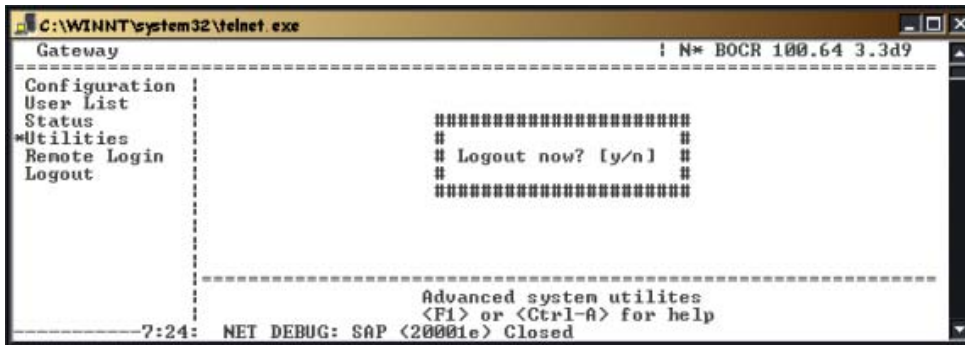 C:\WINNT\system32\telnet.exe
Gateway ¦ N* BOCR 100.64 3.3d9
Configuration
User List
Status
*Utilities
Remote Login
Logout
Logout now? [y/n]
Advanced system utilites
<F1> or <Ctrl-A> for help
-----------7:24: NET DEBUG: SAP <20001e> Closed